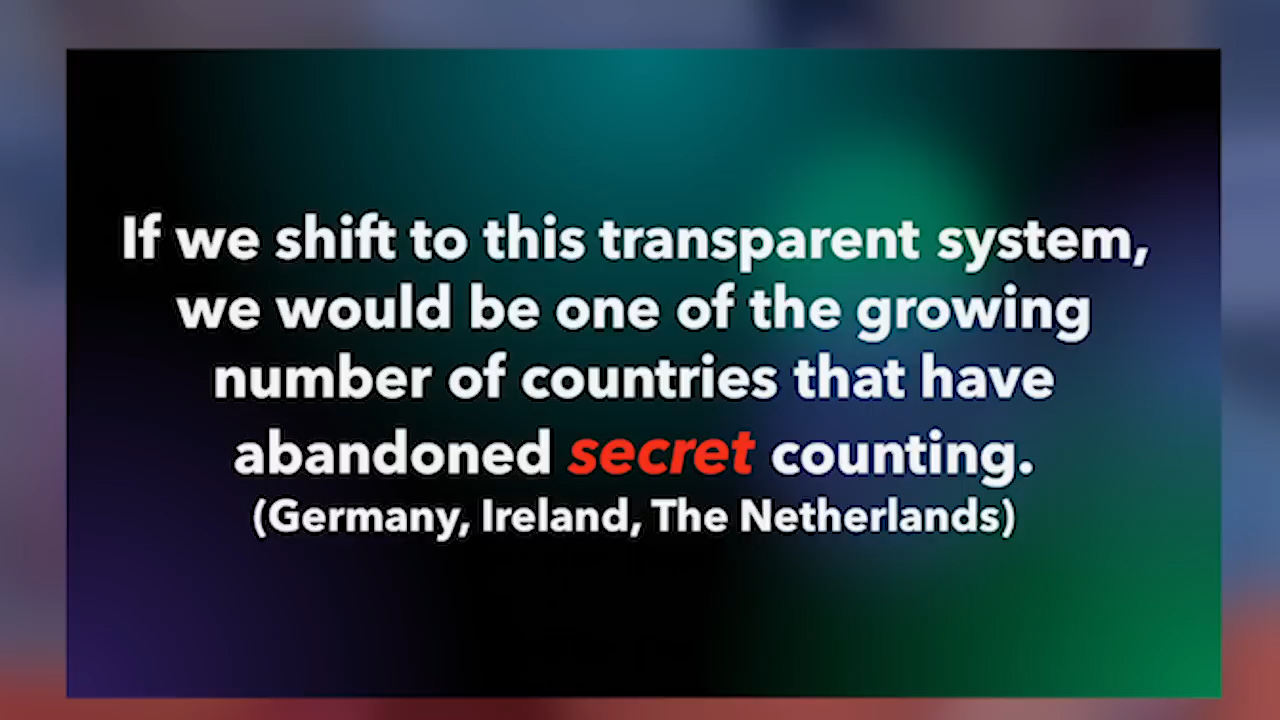 If we shift to this transparent system,
we would be one of the growing
number of countries that have
abandoned secret counting.
(Germany, Ireland, The Netherlands)